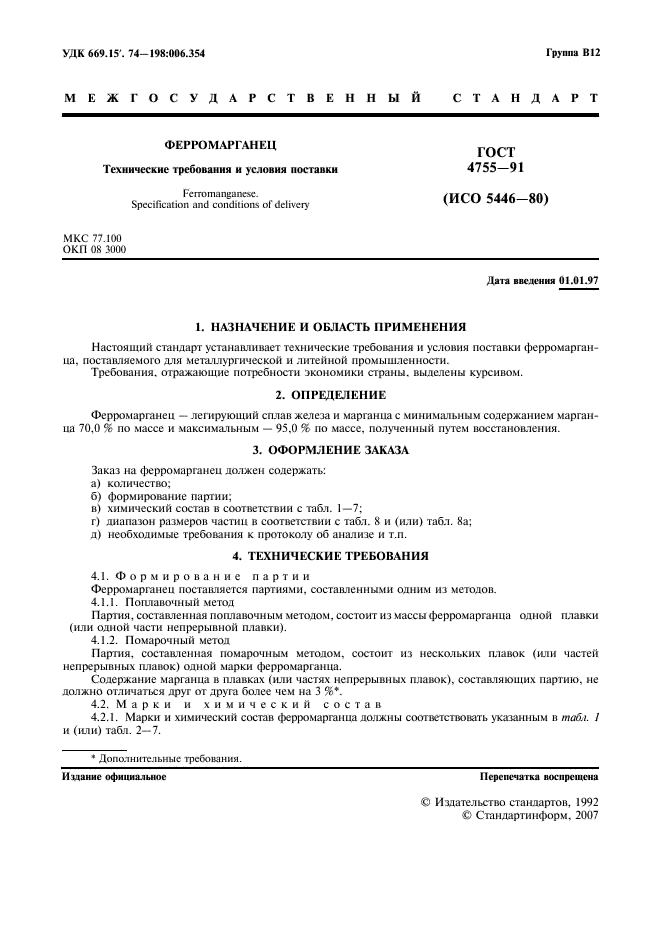 УДК 669.15′. 74—198:006.354
Группа В12
МЕЖГОСУДАРСТВЕННЫЙ СТАНДАРТ
ФЕРРОМАРГАНЕЦ
Технические требования и условия поставки
Ferromanganese.
Specification and conditions of delivery
ГОСТ
4755—91
(ИСО 5446—80)
МКС 77.100
ОКП 08 3000
Дата введения 01.01.97
1. НАЗНАЧЕНИЕ И ОБЛАСТЬ ПРИМЕНЕНИЯ
Настоящий стандарт устанавливает технические требования и условия поставки ферромарган-
ца, поставляемого для металлургической и литейной промышленности.
Требования, отражающие потребности экономики страны, выделены курсивом.
2. ОПРЕДЕЛЕНИЕ
Ферромарганец — легирующий сплав железа и марганца с минимальным содержанием марган-
ца 70,0 % по массе и максимальным — 95,0 % по массе, полученный путем восстановления.
3. ОФОРМЛЕНИЕ ЗАКАЗА
Заказ на ферромарганец должен содержать:
а) количество;
б) формирование партии;
в) химический состав в соответствии с табл. 1—7;
г) диапазон размеров частиц в соответствии с табл. 8 и (или) табл. 8а;
д) необходимые требования к протоколу об анализе и т.п.
4. ТЕХНИЧЕСКИЕ ТРЕБОВАНИЯ
4.1. Формирование партии
Ферромарганец поставляется партиями, составленными одним из методов.
4.1.1. Поплавочный метод
Партия, составленная поплавочным методом, состоит из массы ферромарганца одной плавки
(или одной части непрерывной плавки).
4.1.2. Помарочный метод
Партия, составленная помарочным методом, состоит из нескольких плавок (или частей
непрерывных плавок) одной марки ферромарганца.
Содержание марганца в плавках (или частях непрерывных плавок), составляющих партию, не
должно отличаться друг от друга более чем на 3 %*.
4.2. Марки и химический состав
4.2.1. Марки и химический состав ферромарганца должны соответствовать указанным в табл. 1
и (или) табл. 2—7.
* Дополнительные требования.
Издание официальное
Перепечатка воспрещена
© Издательство стандартов, 1992
© Стандартинформ, 2007